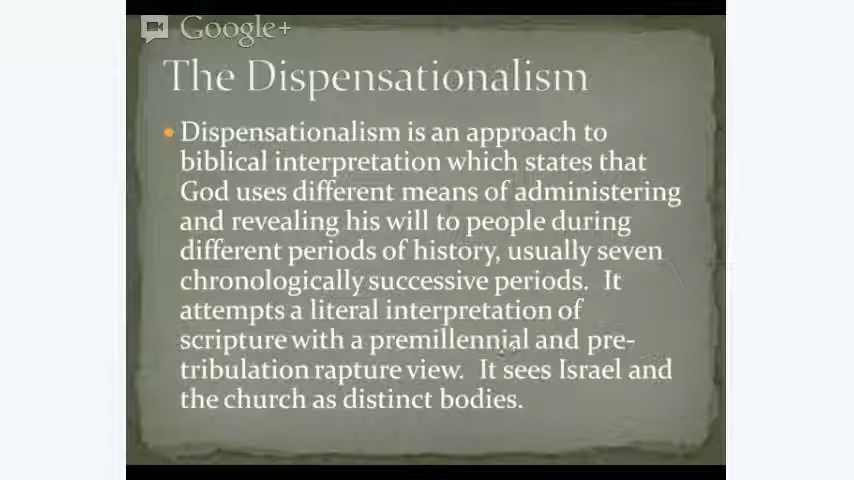 Google+
The Dispensationalism
• Dispensationalism is an approach to
biblical interpretation which states that
God uses different means of administering
and revealing his will to people during
different periods of history, usually seven
chronologically successive periods.  It
attempts a literal interpretation of
scripture with a premillennial and pre-
tribulation rapture view.  It sees Israel and
the church as distinct bodies.